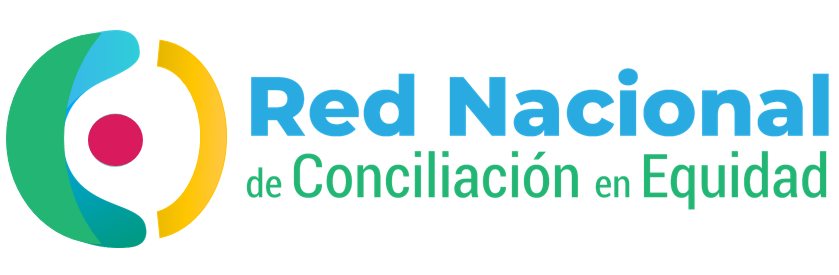 Red Nacional
de Conciliación en Equidad